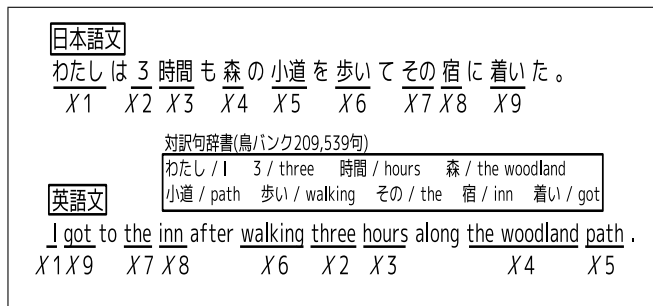 日本語文
わたし は 3 時間 も 森 の 小道 を 歩い て その 宿 に 着い た 。
X1 X2 X3 X4 X5 X6 X7 X8 X9
対訳句辞書(鳥バンク209,539句)
わたし / I 3 / three 時間 / hours 森 / the woodland
小道 / path 歩い / walking その / the 宿 / inn 着い / got
英語文
I got to the inn after walking three hours along the woodland path .
X1 X9 X7 X8 X6 X2 X3 X4 X5